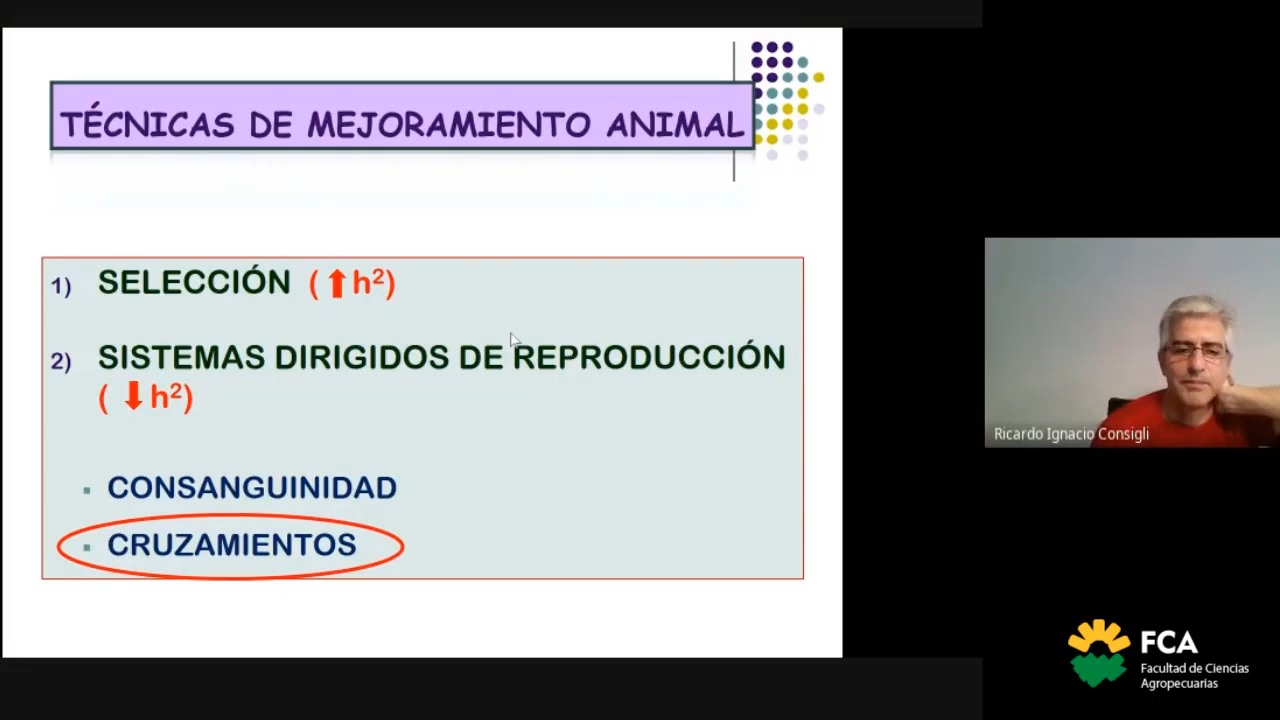 TÉCNICAS DE MEJORAMIENTO ANIMAL
1) SELECCIÓN (⬆h²)
2) SISTEMAS DIRIGIDOS DE REPRODUCCIÓN
(⬇h²)
▪ CONSANGUINIDAD
▪ CRUZAMIENTOS
Ricardo Ignacio Consigli
FCA
Facultad de Ciencias
Agropecuarias